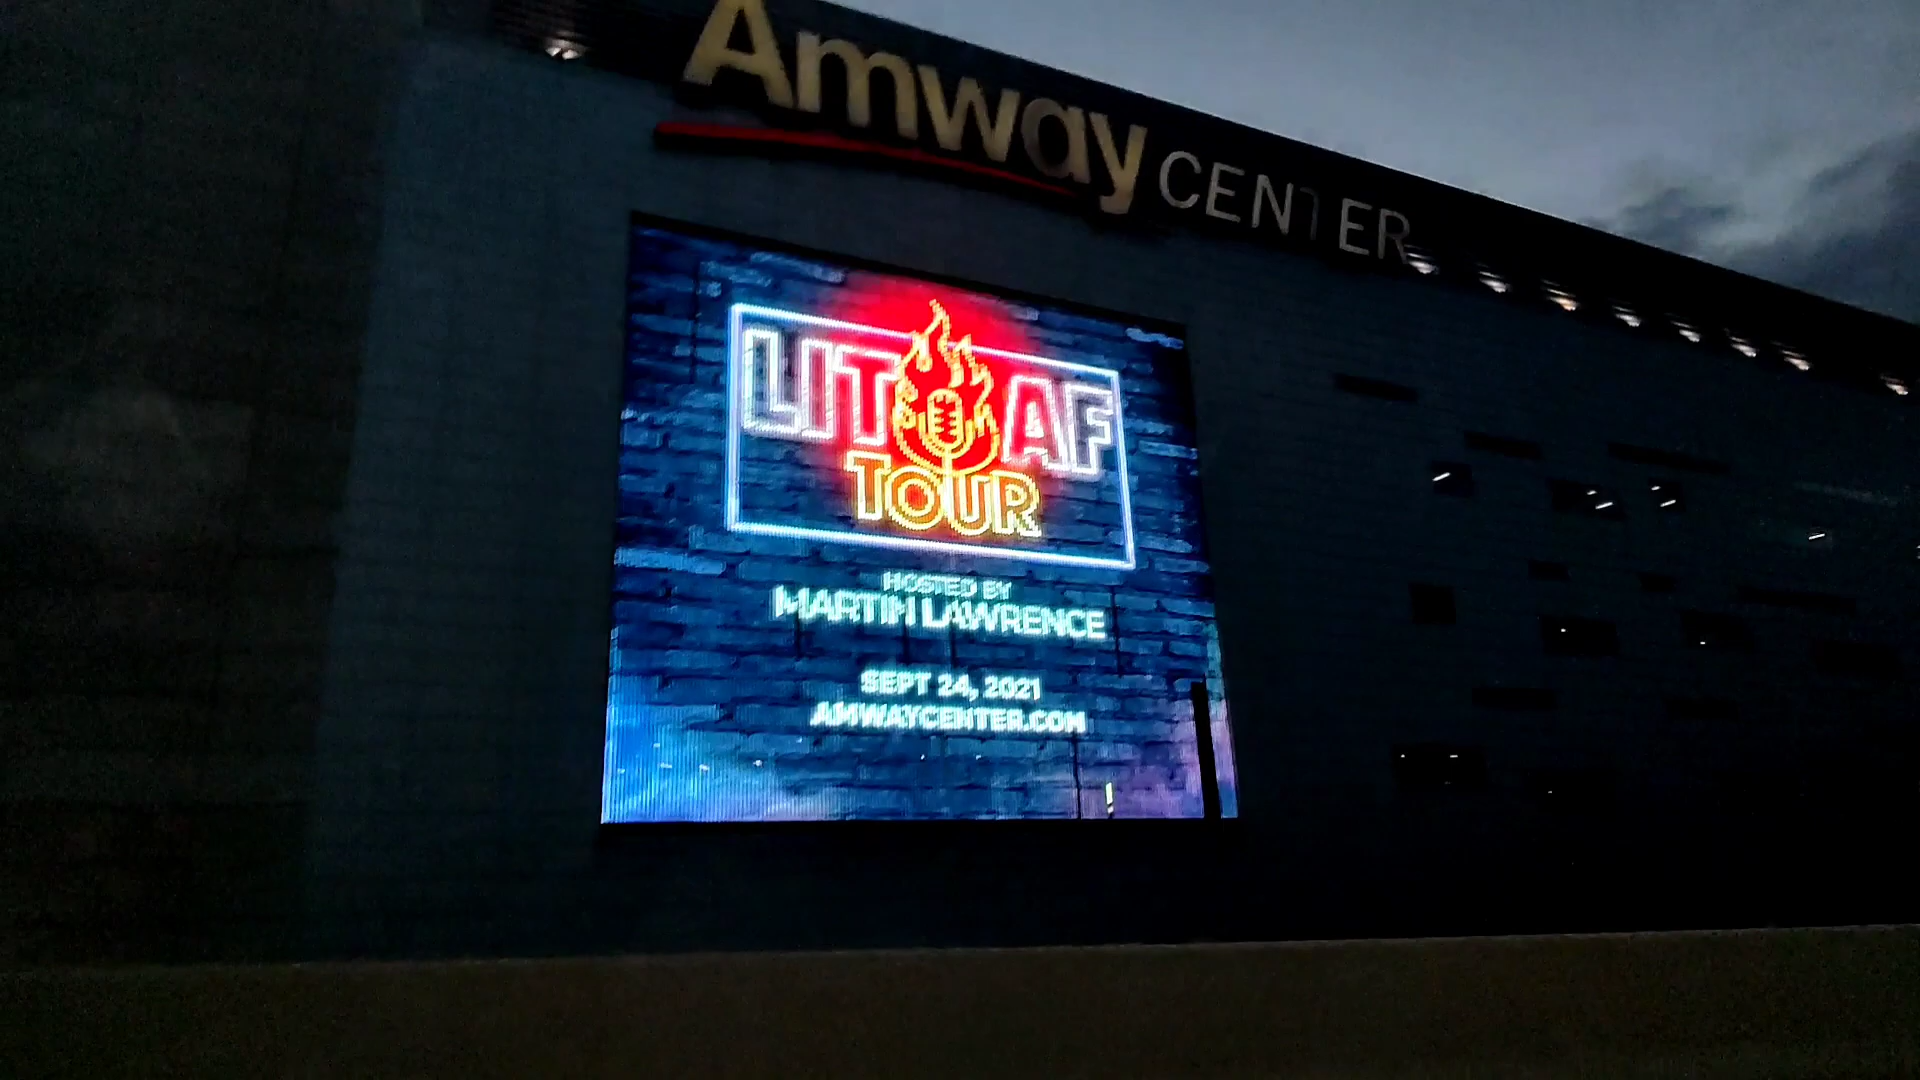 Amway CENTER
LIT AF
TOUR
HOSTED BY
MARTIN LAWRENCE
SEPT 24, 2021
AMWAYCENTER.COM